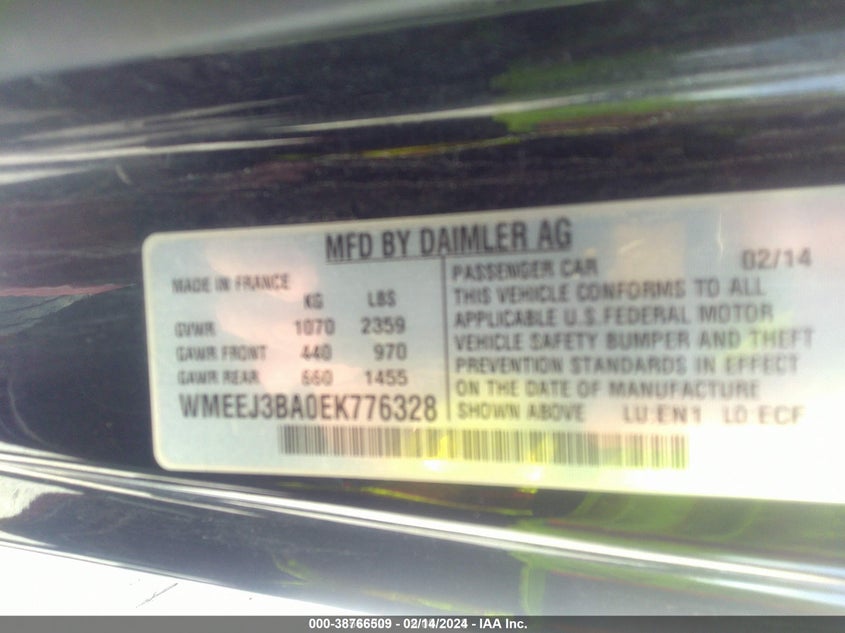 MFD BY DAIMLER AG
MADE IN FRANCE
KG LBS
GVWR 1070 2359
GAWR FRONT 440 970
GAWR REAR 660 1455
WMEEJ3BA0EK776328
PASSENGER CAR 02/14
THIS VEHICLE CONFORMS TO ALL
APPLICABLE U.S. FEDERAL MOTOR
VEHICLE SAFETY BUMPER AND THEFT
PREVENTION STANDARDS IN EFFECT
ON THE DATE OF MANUFACTURE
SHOWN ABOVE LU:EN1 LO:ECF
000-38766509 - 02/14/2024 - IAA Inc.